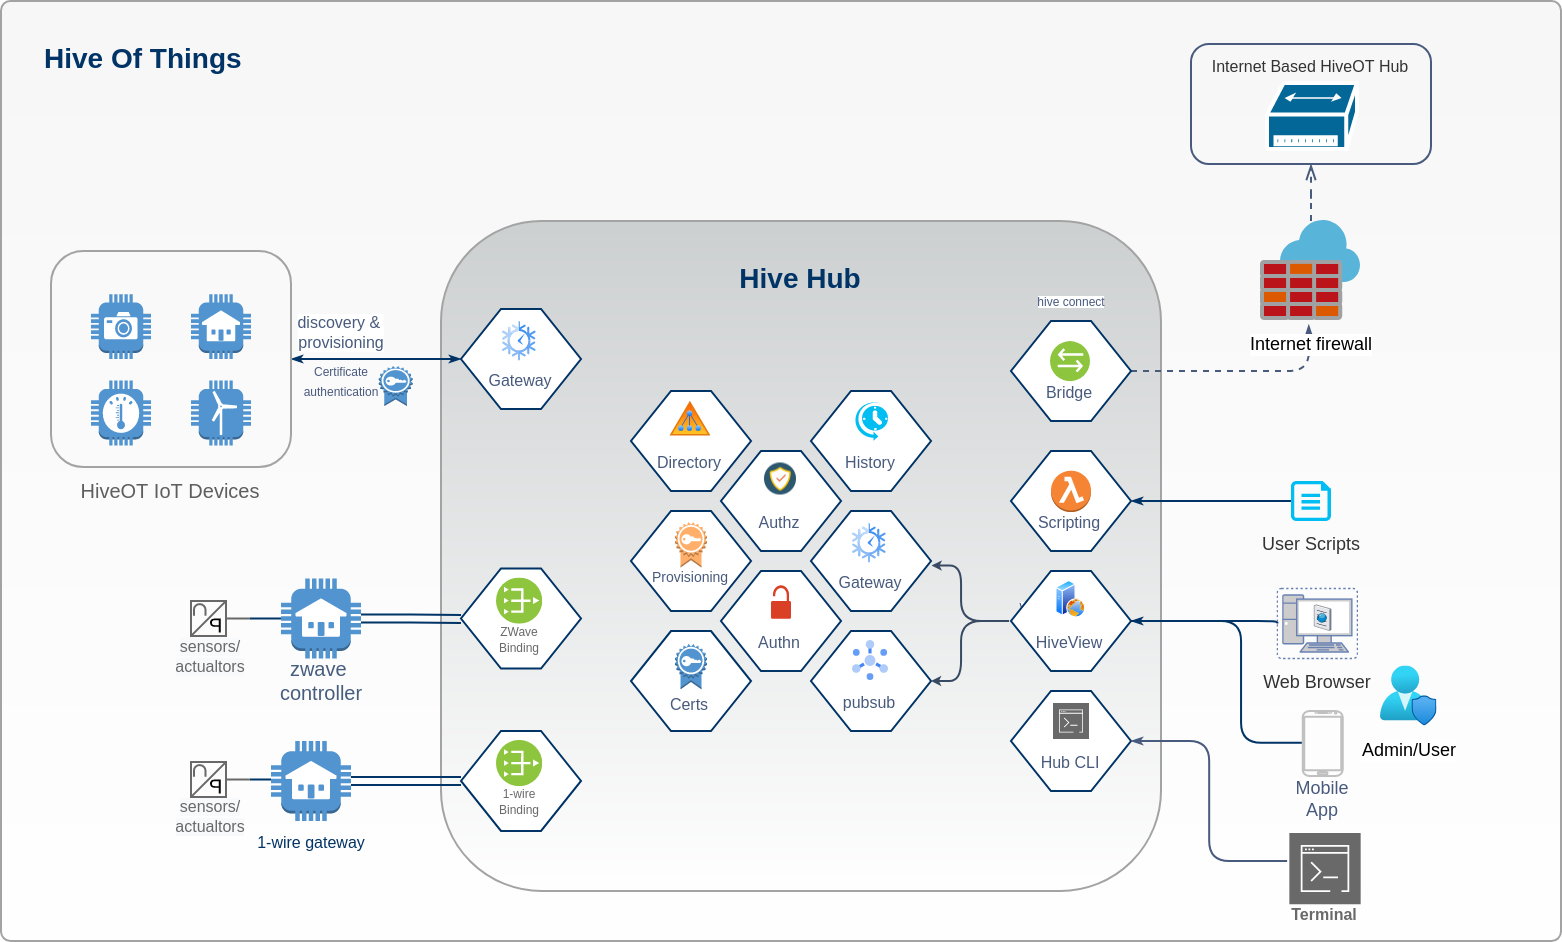 Hive Of Things
Internet Based HiveOT Hub
Hive Hub
hive connect
discovery &
provisioning
Certificate
authentication
Gateway
Internet firewall
Bridge
Directory
History
HiveOT IoT Devices
Authz
Scripting
User Scripts
Provisioning
Gateway
ZWave
Binding
Authn
HiveView
sensors/
actualtors
zwave
controller
Certs
pubsub
Web Browser
Admin/User
Hub CLI
Mobile
App
1-wire
Binding
sensors/
actualtors
1-wire gateway
Terminal